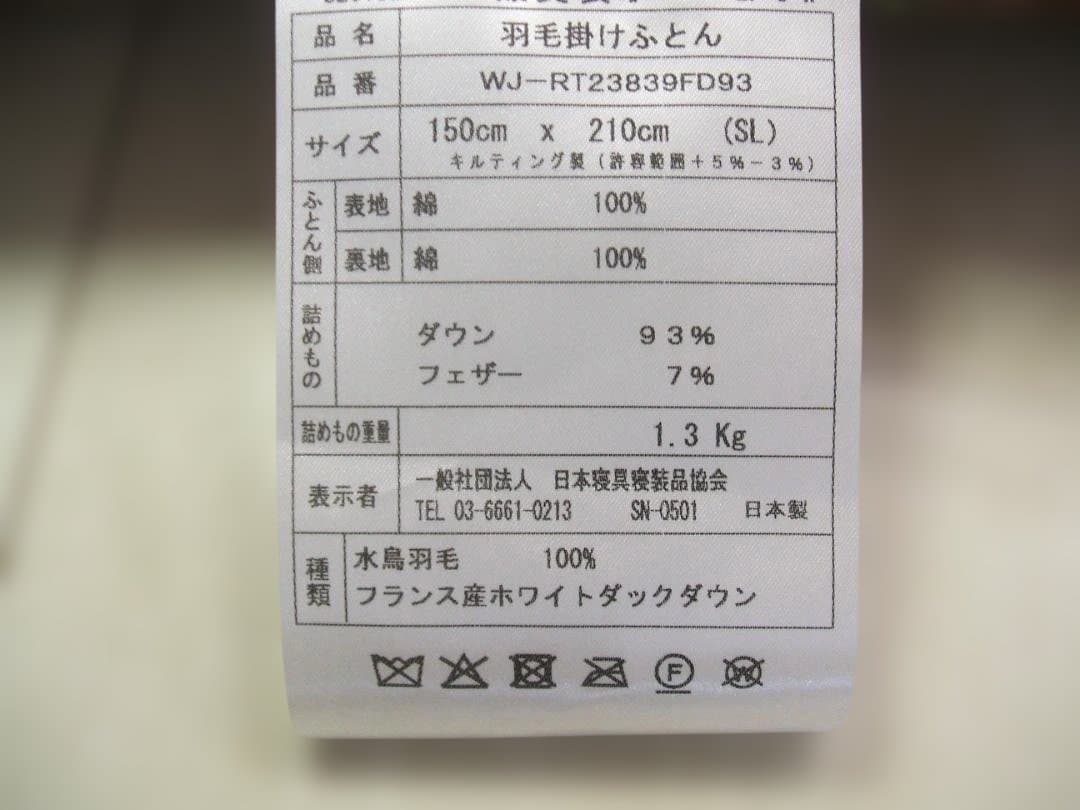 品名 羽毛掛けふとん
品番 WJ-RT23839FD93
サイズ 150cm x 210cm (SL)
キルティング製(許容範囲+5%-3%)
ふとん側 表地 綿 100%
裏地 綿 100%
詰めもの ダウン 93%
フェザー 7%
詰めもの重量 1.3 Kg
表示者 一般社団法人 日本寝具寝装品協会
TEL 03-6661-0213 SN-0501 日本製
種類 水鳥羽毛 100%
フランス産ホワイトダックダウン
F W